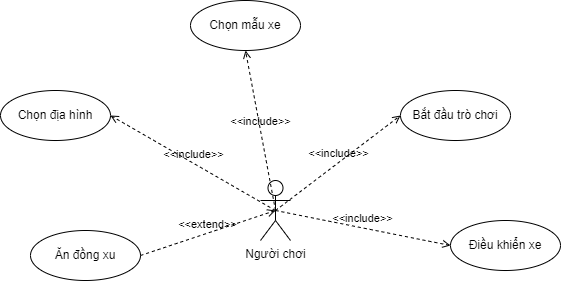 Chọn mẫu xe
Chọn địa hình
Bắt đầu trò chơi
<<include>>
<<include>>
<<include>>
<<extend>>
<<include>>
Ăn đồng xu
Người chơi
Điều khiển xe